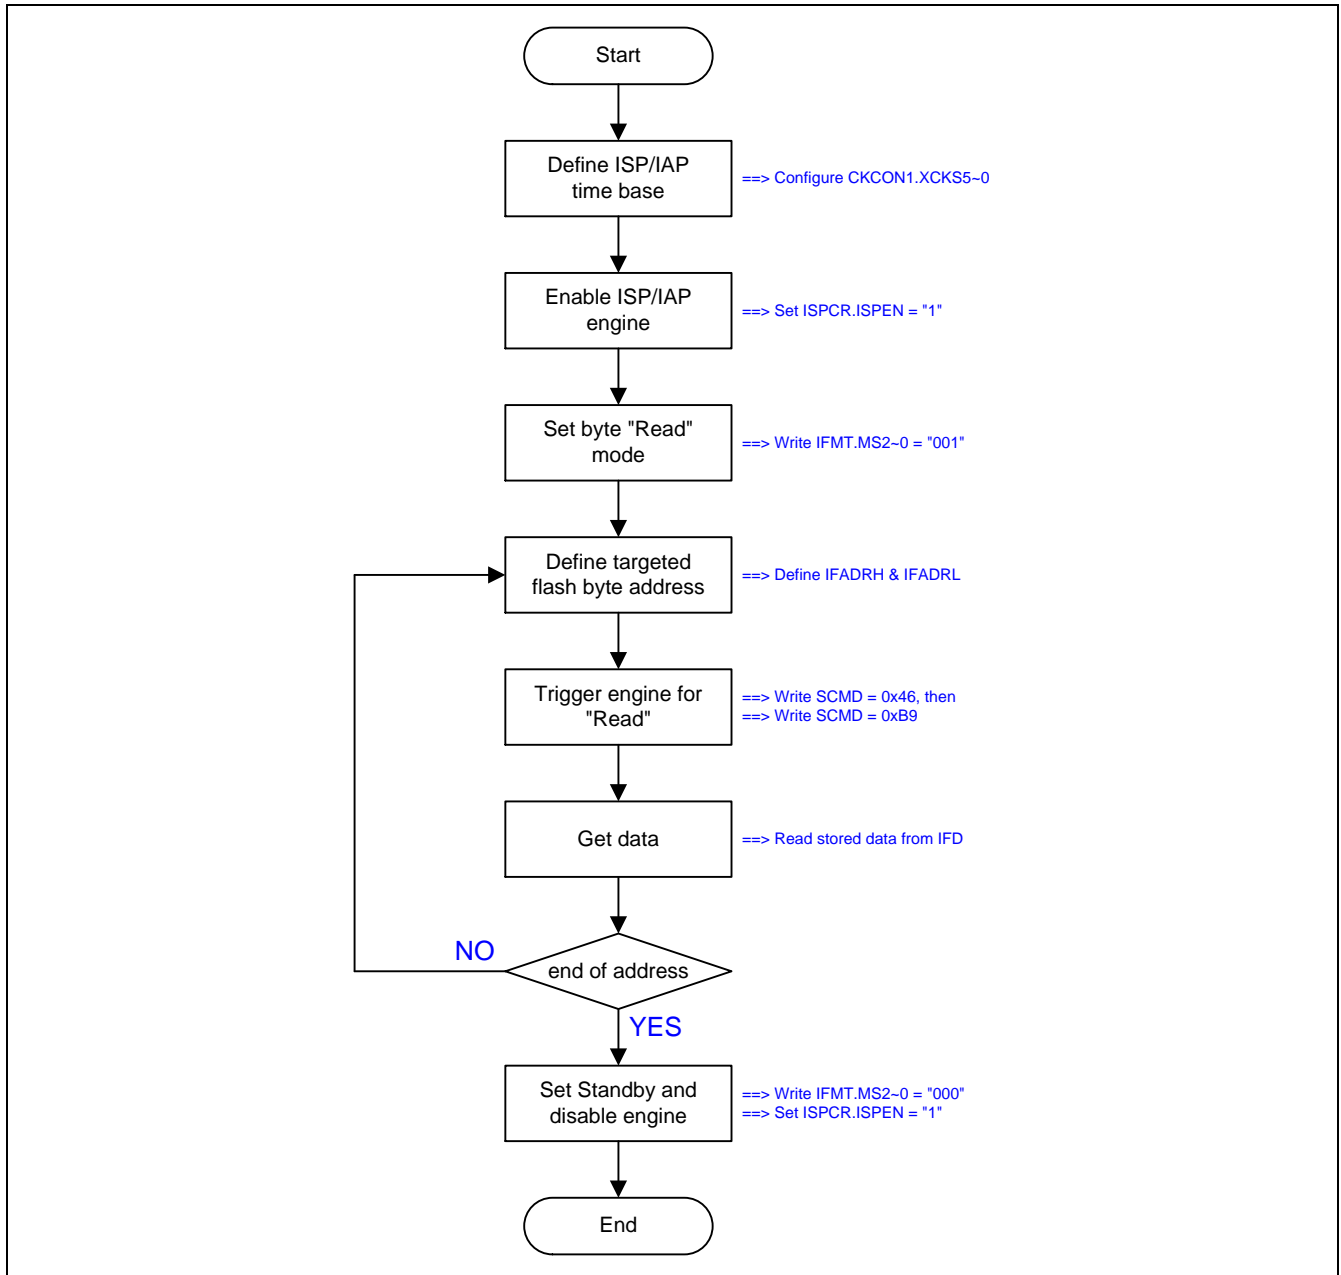 Start
Define ISP/IAP
time base
==> Configure CKCON1.XCKS5~0
Enable ISP/IAP
engine
==> Set ISPCR.ISPEN = "1"
Set byte "Read"
mode
==> Write IFMT.MS2~0 = "001"
Define targeted
flash byte address
==> Define IFADRH & IFADRL
Trigger engine for
"Read"
==> Write SCMD = 0x46, then
==> Write SCMD = 0xB9
Get data
==> Read stored data from IFD
NO
end of address
YES
Set Standby and
disable engine
==> Write IFMT.MS2~0 = "000"
==> Set ISPCR.ISPEN = "1"
End